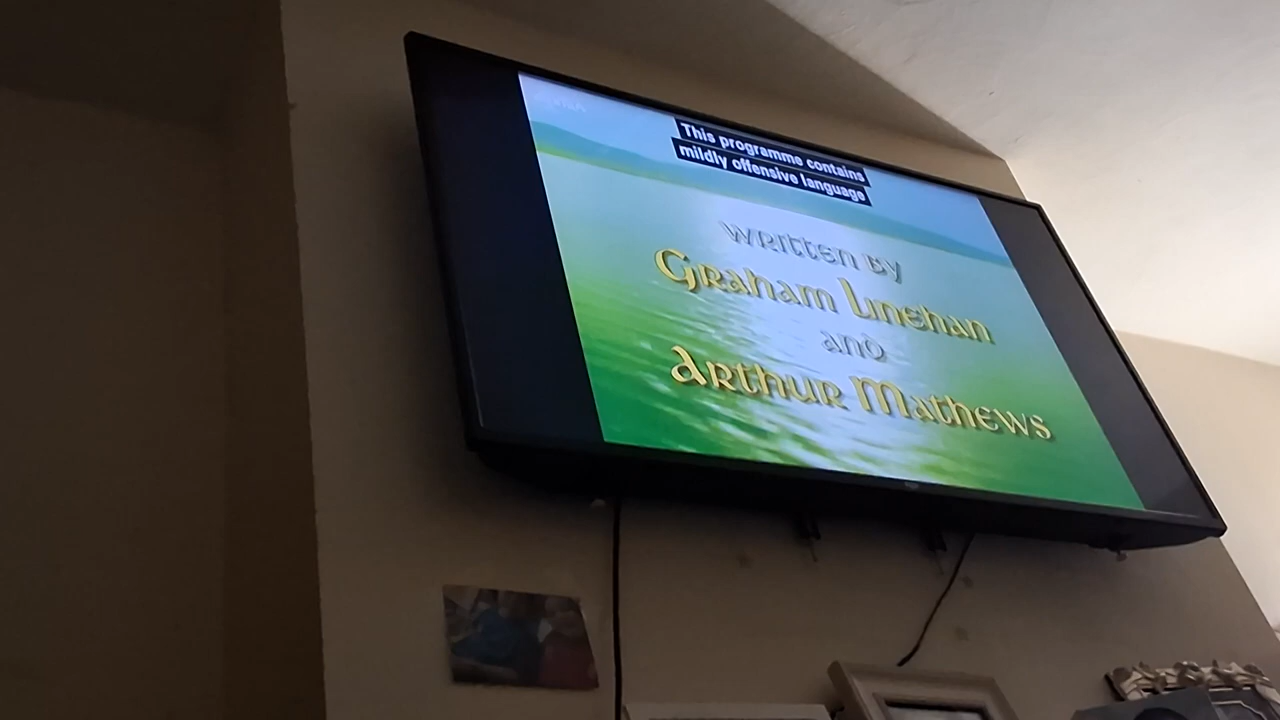 This programme contains
mildly offensive language
written by
Graham Linehan
and
Arthur Mathews